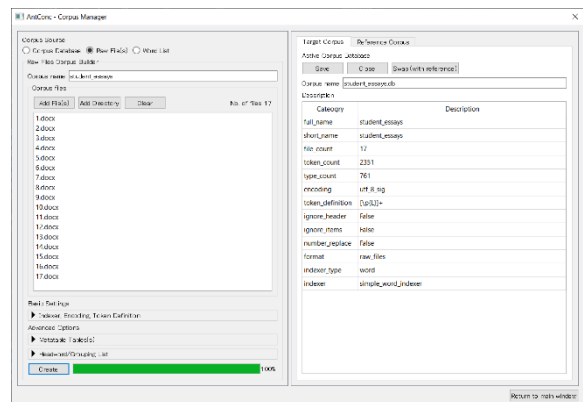 AntConc - Corpus Manager
Corpus Source
Corpus Database Raw File(s) Word List
Raw Files Corpus Builder
Corpus name student_essays
Corpus files
Add File(s) Add Directory Clear No. of files 17
1.docx
2.docx
3.docx
4.docx
5.docx
6.docx
7.docx
8.docx
9.docx
10.docx
11.docx
12.docx
13.docx
14.docx
15.docx
16.docx
17.docx
Basic Settings
Indexer, Encoding, Token Definition
Advanced Options
Metadata Table(s)
Headword/Grouping List
Create 100%
Target Corpus Reference Corpus
Active Corpus Database
Save Close Swap (with reference)
Corpus name student_essays.db
Description
Category Description
full_name student_essays
short_name student_essays
file_count 17
token_count 2351
type_count 761
encoding utf_8_sig
token_definition [\p{L}]+
ignore_header False
ignore_items False
number_replace False
format raw_files
indexer_type word
indexer simple_word_indexer
Return to main window